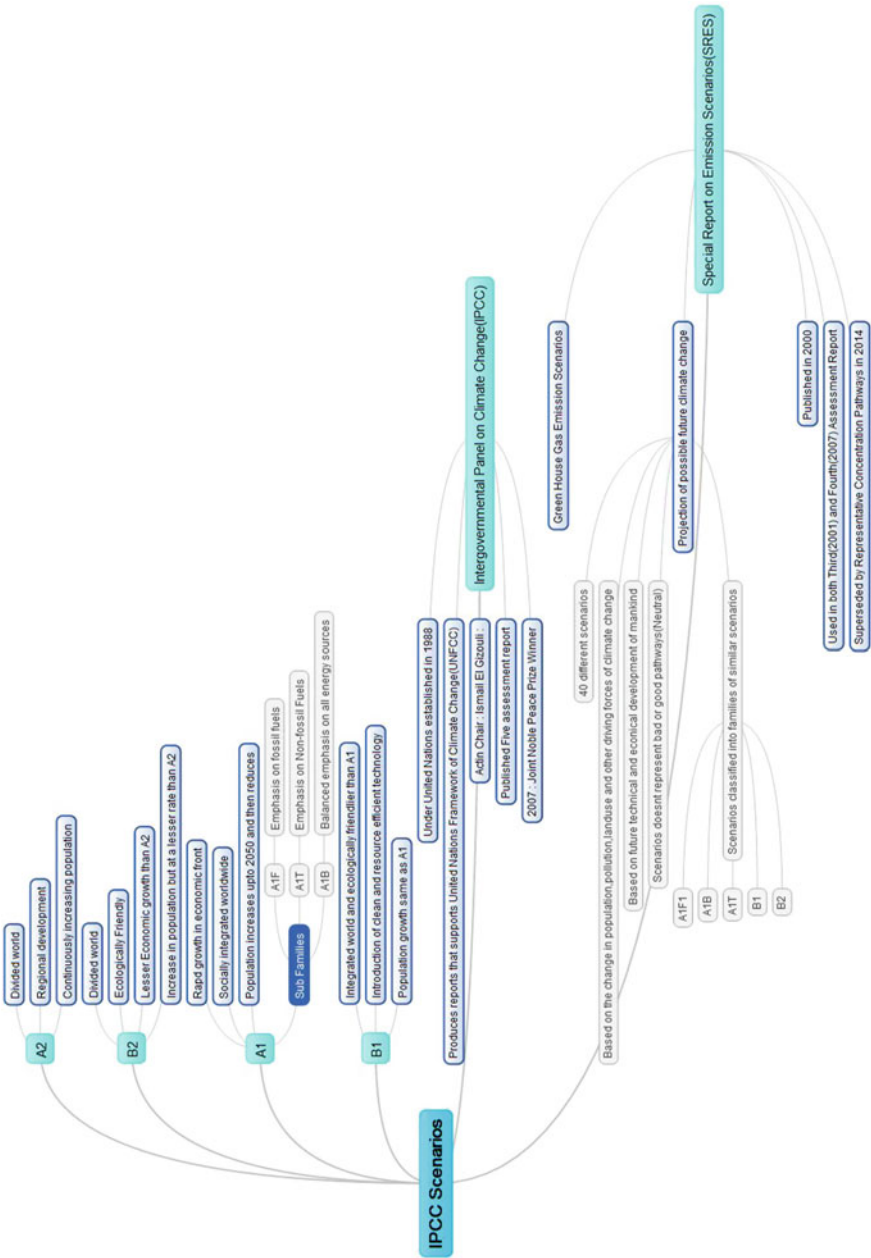 IPCC Scenarios
A2
Divided world
Regional development
Continuously increasing population
B2
Divided world
Ecologically Friendly
Lesser Economic growth than A2
Increase in population but at a lesser rate than A2
A1
Rapd growth in economic front
Socially integrated worldwide
Population increases upto 2050 and then reduces
Sub Families
A1F
Emphasis on fossil fuels
A1T
Emphasis on Non-fossil Fuels
A1B
Balanced emphasis on all energy sources
B1
Integrated world and ecologically friendlier than A1
Introduction of clean and resource efficient technology
Population growth same as A1
Intergovernmental Panel on Climate Change(IPCC)
Under United Nations established in 1988
Produces reports that supports United Nations Framework of Climate Change(UNFCC)
Actin Chair : Ismail El Gizouli :
Published Five assessment report
2007 : Joint Noble Peace Prize Winner
Special Report on Emission Scenarios(SRES)
Green House Gas Emission Scenarios
Projection of possible future climate change
40 different scenarios
Based on the change in population,pollution,landuse and other driving forces of climate change
Based on future technical and econical development of mankind
Scenarios doesnt represent bad or good pathways(Neutral)
Scenarios classified into families of similar scenarios
A1F1
A1B
A1T
B1
B2
Published in 2000
Used in both Third(2001) and Fourth(2007) Assessment Report
Superseded by Representative Concentration Pathways in 2014